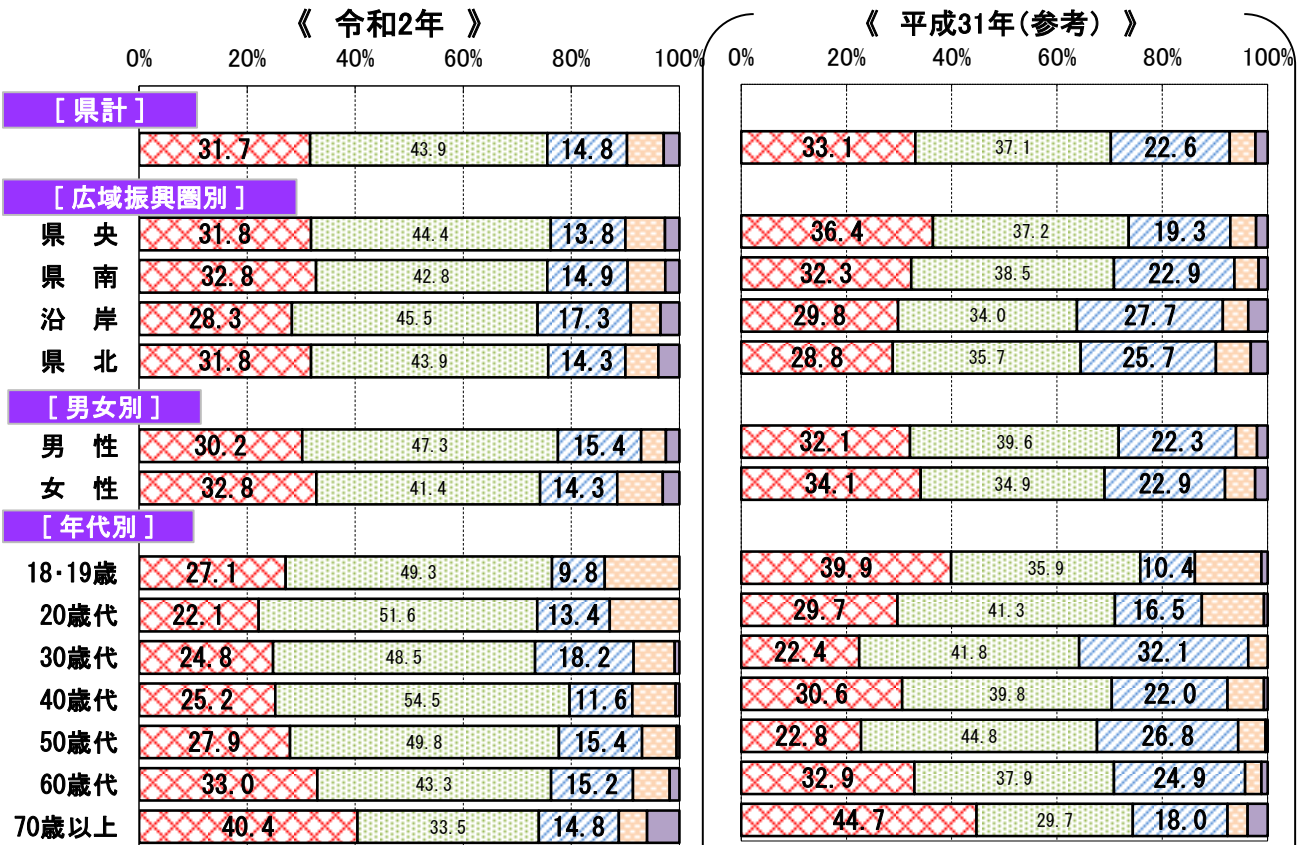 《 令和2年 》
《 平成31年(参考) 》
0% 20% 40% 60% 80% 100%
0% 20% 40% 60% 80% 100%
[ 県計 ]
31.7 43.9 14.8
33.1 37.1 22.6
[ 広域振興圏別 ]
県 央 31.8 44.4 13.8
36.4 37.2 19.3
県 南 32.8 42.8 14.9
32.3 38.5 22.9
沿 岸 28.3 45.5 17.3
29.8 34.0 27.7
県 北 31.8 43.9 14.3
28.8 35.7 25.7
[ 男女別 ]
男 性 30.2 47.3 15.4
32.1 39.6 22.3
女 性 32.8 41.4 14.3
34.1 34.9 22.9
[ 年代別 ]
18・19歳 27.1 49.3 9.8
39.9 35.9 10.4
20歳代 22.1 51.6 13.4
29.7 41.3 16.5
30歳代 24.8 48.5 18.2
22.4 41.8 32.1
40歳代 25.2 54.5 11.6
30.6 39.8 22.0
50歳代 27.9 49.8 15.4
22.8 44.8 26.8
60歳代 33.0 43.3 15.2
32.9 37.9 24.9
70歳以上 40.4 33.5 14.8
44.7 29.7 18.0